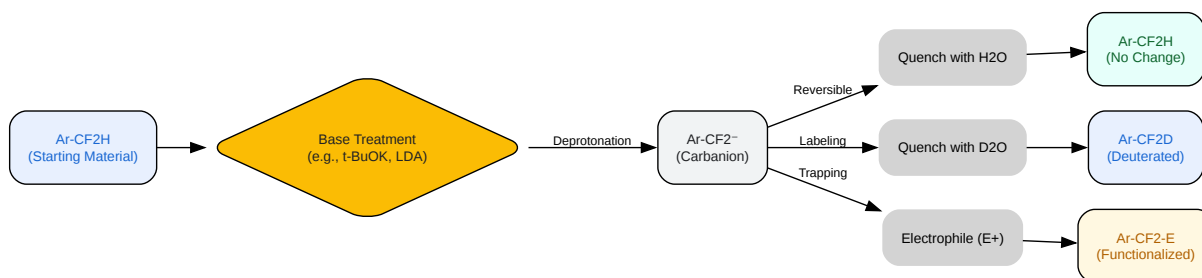 Ar-CF2H
(Starting Material)
Base Treatment
(e.g., t-BuOK, LDA)
Deprotonation
Ar-CF2⁻
(Carbanion)
Reversible
Labeling
Trapping
Quench with H2O
Quench with D2O
Electrophile (E+)
Ar-CF2H
(No Change)
Ar-CF2D
(Deuterated)
Ar-CF2-E
(Functionalized)